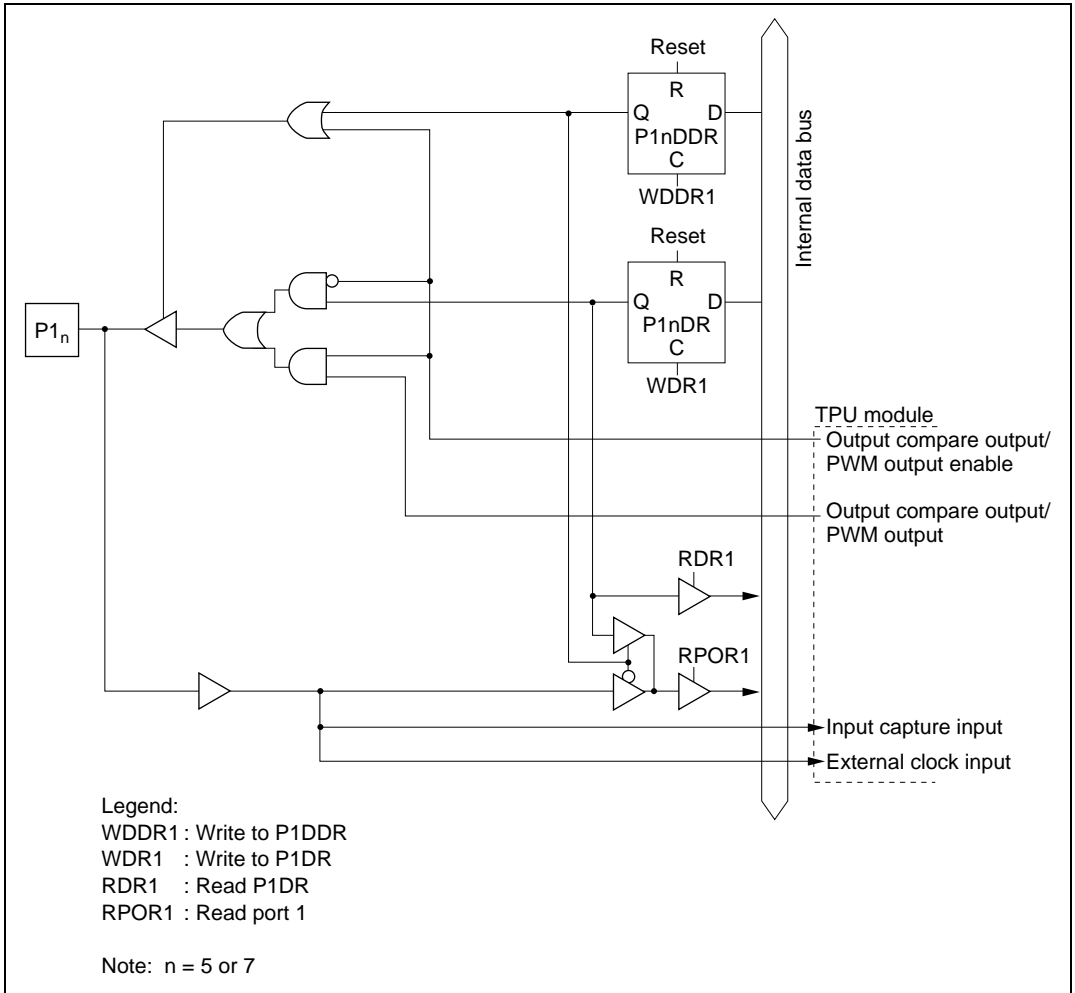 Reset
R
Q D
P1nDDR
C
WDDR1
Reset
R
Q D
P1nDR
C
WDR1
Internal data bus
P1n
TPU module
Output compare output/
PWM output enable
Output compare output/
PWM output
RDR1
RPOR1
Input capture input
External clock input
Legend:
WDDR1 : Write to P1DDR
WDR1 : Write to P1DR
RDR1 : Read P1DR
RPOR1 : Read port 1
Note: n = 5 or 7